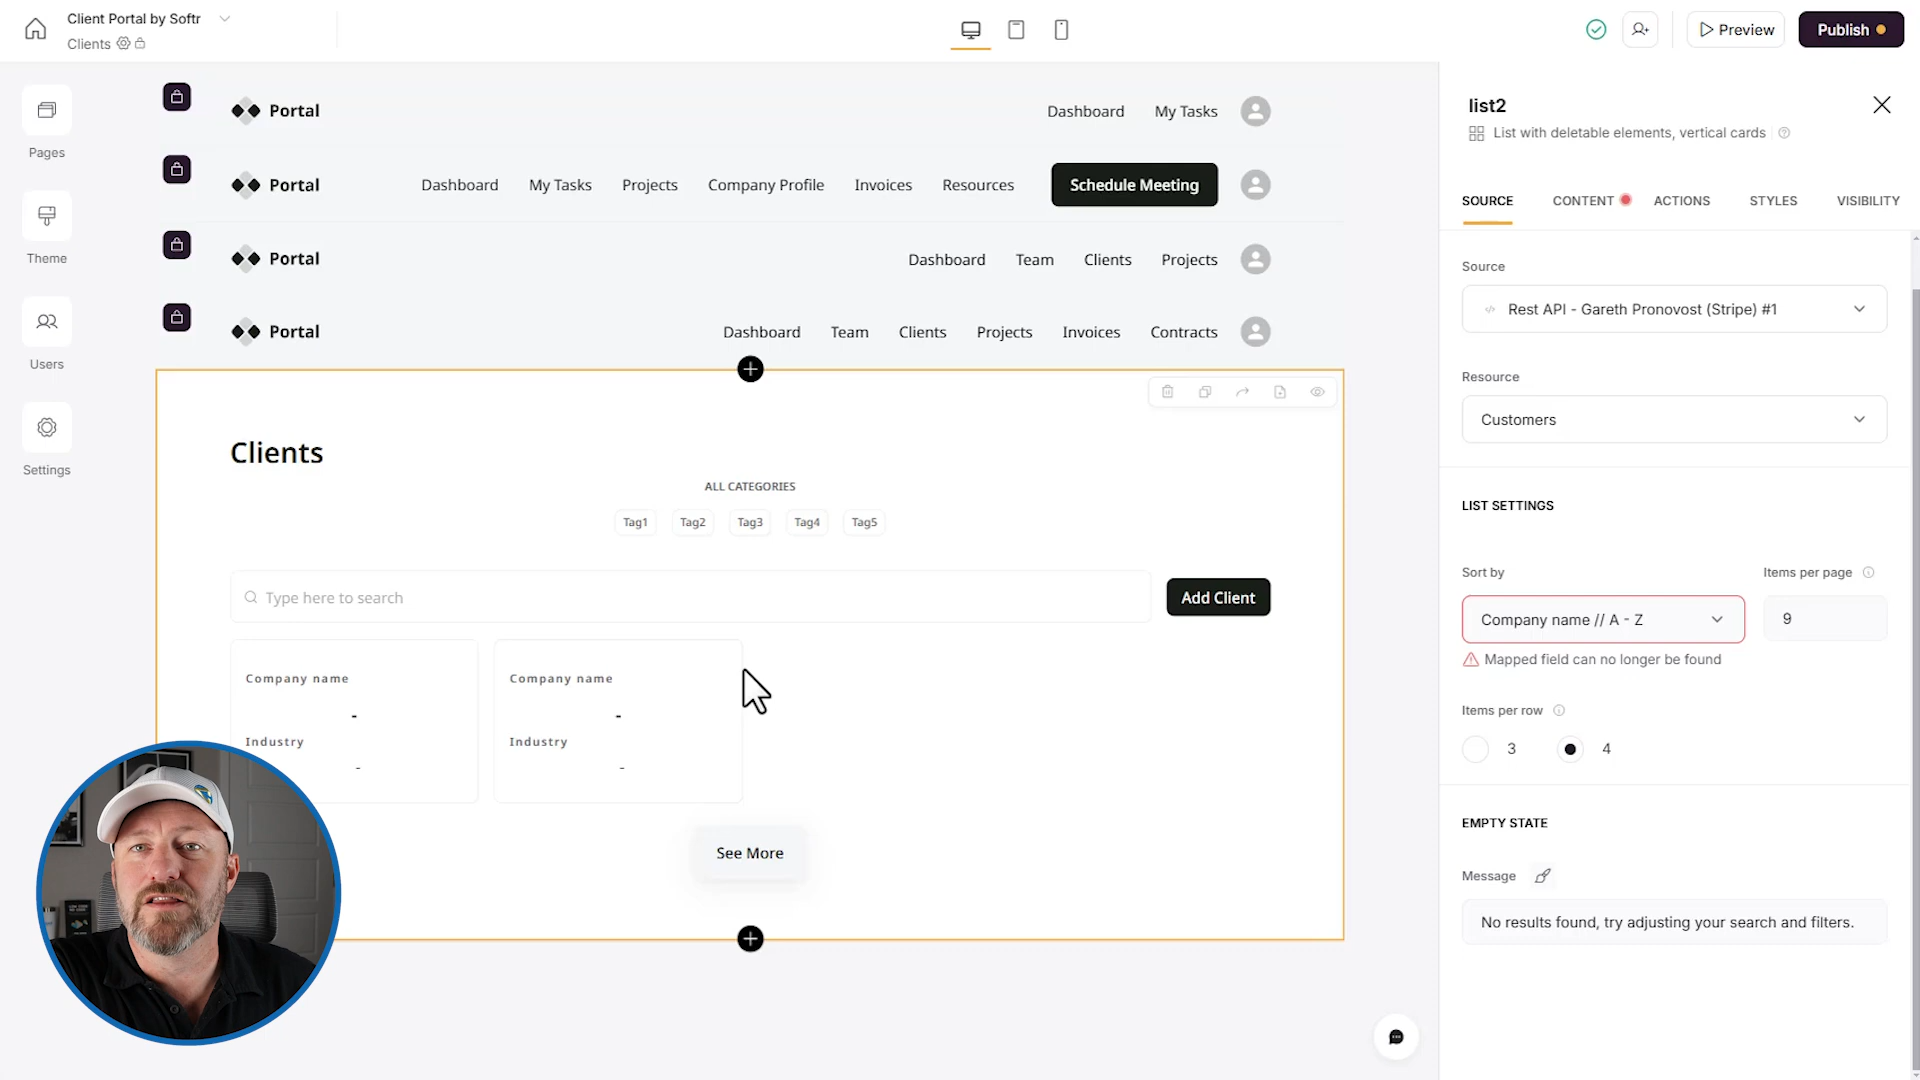 Client Portal by Softr
Clients
Preview
Publish
Pages
Theme
Users
Settings
Portal
Dashboard My Tasks
Portal
Dashboard My Tasks Projects Company Profile Invoices Resources Schedule Meeting
Portal
Dashboard Team Clients Projects
Portal
Dashboard Team Clients Projects Invoices Contracts
Clients
ALL CATEGORIES
Tag1 Tag2 Tag3 Tag4 Tag5
Type here to search
Add Client
Company name
-
Industry
-
Company name
-
Industry
-
See More
list2
List with deletable elements, vertical cards
SOURCE CONTENT ACTIONS STYLES VISIBILITY
Source
Rest API - Gareth Pronovost (Stripe) #1
Resource
Customers
LIST SETTINGS
Sort by
Items per page
Company name // A - Z
9
Mapped field can no longer be found
Items per row
3
4
EMPTY STATE
Message
No results found, try adjusting your search and filters.